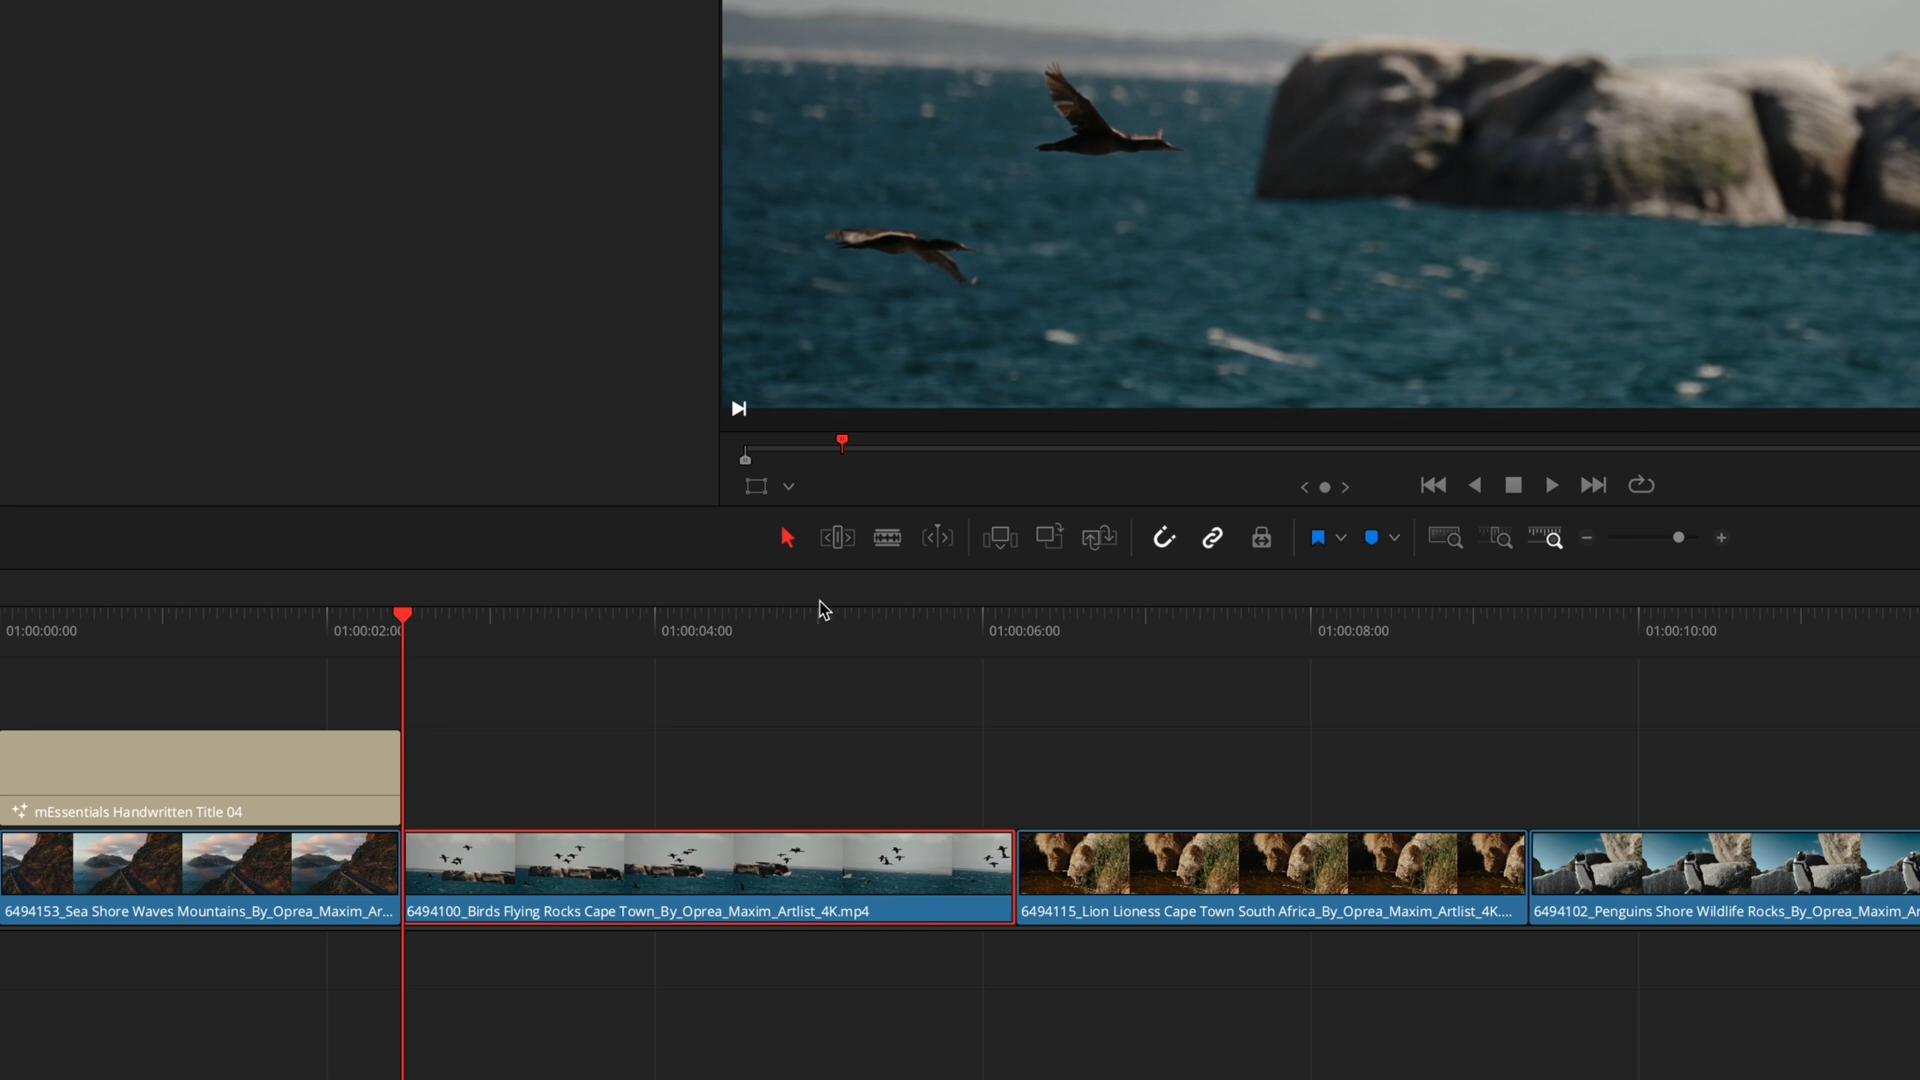 01:00:00:00
01:00:02:00
01:00:04:00
01:00:06:00
01:00:08:00
01:00:10:00
mEssentials Handwritten Title 04
6494153_Sea Shore Waves Mountains_By_Oprea_Maxim_Ar...
6494100_Birds Flying Rocks Cape Town_By_Oprea_Maxim_Artlist_4K.mp4
6494115_Lion Lioness Cape Town South Africa_By_Oprea_Maxim_Artlist_4K....
6494102_Penguins Shore Wildlife Rocks_By_Oprea_Maxim_Ar